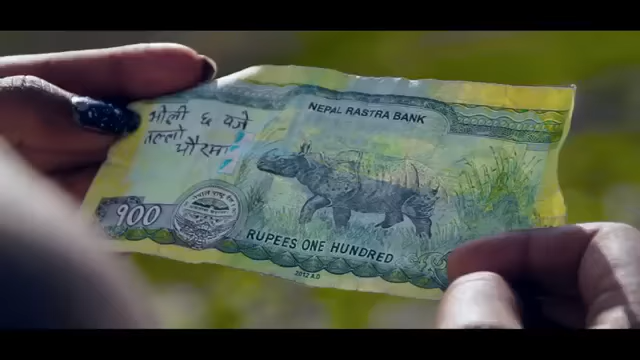 भोली ६ बजे
तल्लो
चौरमा
NEPAL RASTRA BANK
१००
RUPEES ONE HUNDRED
2012 A.D